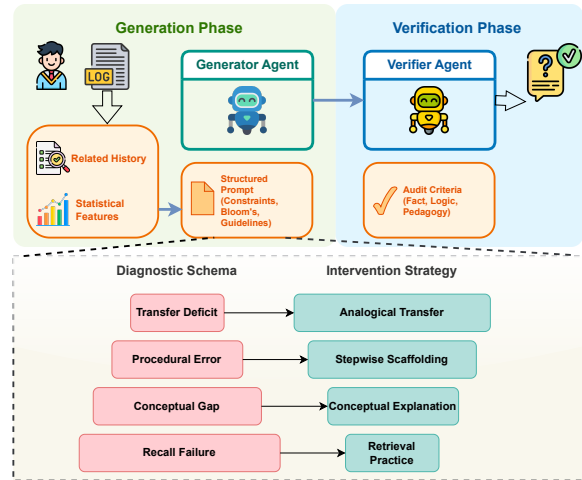 Generation Phase
Verification Phase
LOG
Generator Agent
Verifier Agent
?
Related History
Statistical
Features
Structured
Prompt
(Constraints,
Bloom's,
Guidelines)
Audit Criteria
(Fact, Logic,
Pedagogy)
Diagnostic Schema
Intervention Strategy
Transfer Deficit
Analogical Transfer
Procedural Error
Stepwise Scaffolding
Conceptual Gap
Conceptual Explanation
Recall Failure
Retrieval
Practice